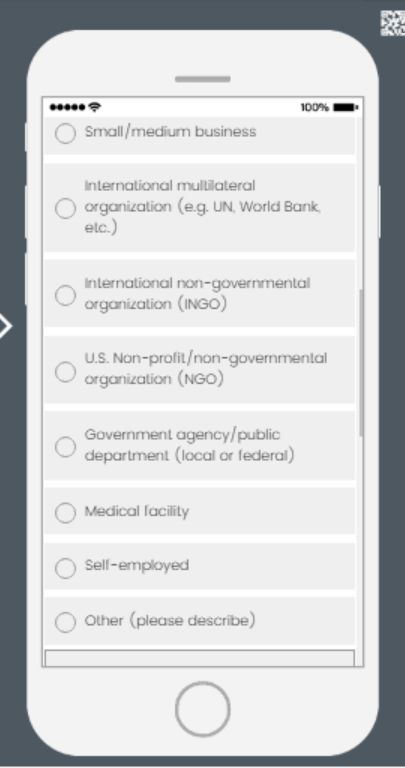 100%
Small/medium business
International multilateral
organization (e.g. UN, World Bank,
etc.)
International non-governmental
organization (INGO)
U.S. Non-profit/non-governmental
organization (NGO)
Government agency/public
department (local or federal)
Medical facility
Self-employed
Other (please describe)